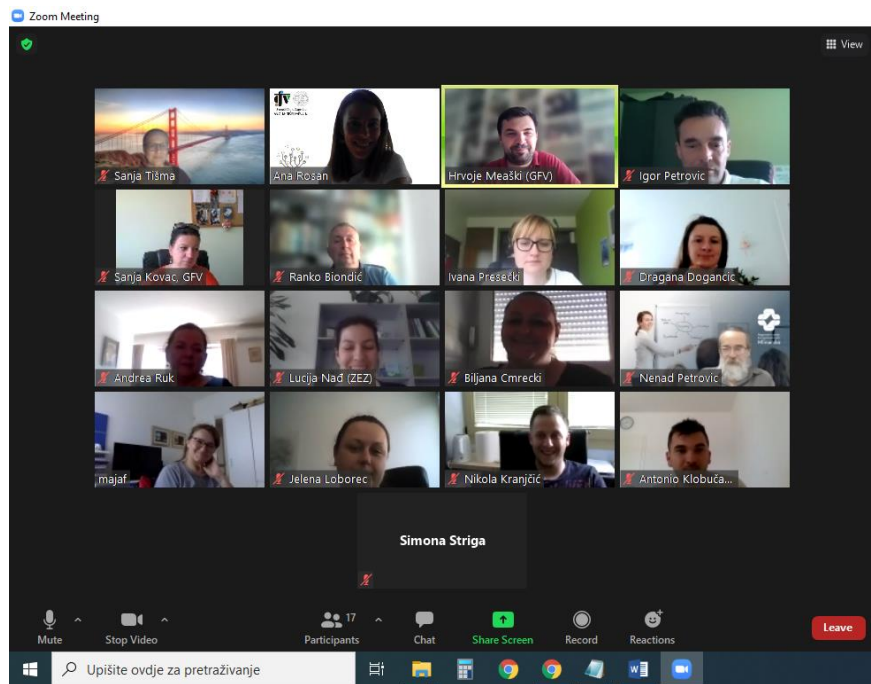 Zoom Meeting
View
Sanja Tišma
Ana Rosan
Hrvoje Meaški (GFV)
Igor Petrovic
Sanja Kovac, GFV
Ranko Biondić
Ivana Presečki
Dragana Dogancic
Andrea Ruk
Lucija Nađ (ZEZ)
Biljana Cmrecki
Nenad Petrovic
majaf
Jelena Loborec
Nikola Kranjčić
Antonio Klobuča...
Simona Striga
17
Mute
Stop Video
Participants
Chat
Share Screen
Record
Reactions
Leave
Upišite ovdje za pretraživanje